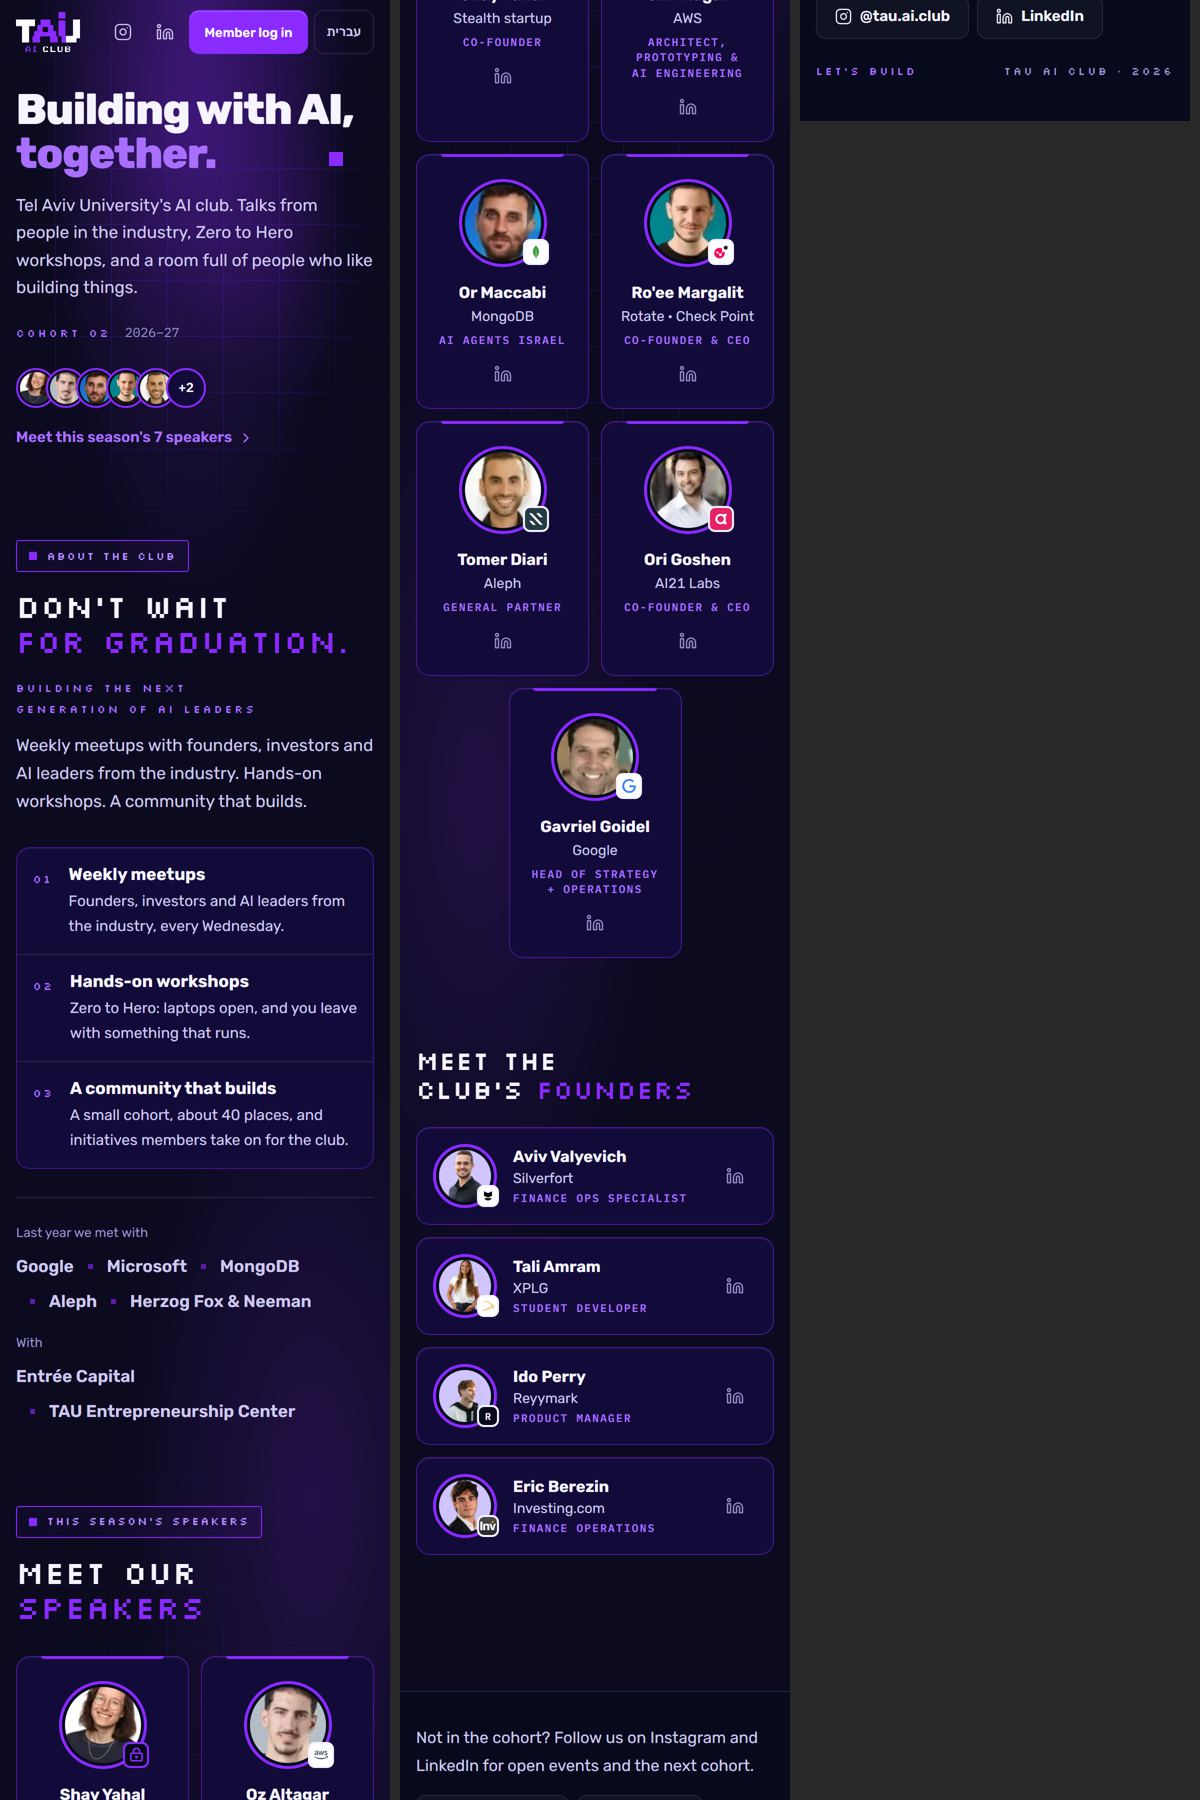 TAU
AI CLUB
Member log in
עברית
Building with AI,
together.
Tel Aviv University's AI club. Talks from
people in the industry, Zero to Hero
workshops, and a room full of people who like
building things.
COHORT 02 2026–27
+2
Meet this season's 7 speakers
ABOUT THE CLUB
DON'T WAIT
FOR GRADUATION.
BUILDING THE NEXT
GENERATION OF AI LEADERS
Weekly meetups with founders, investors and
AI leaders from the industry. Hands-on
workshops. A community that builds.
01 Weekly meetups
Founders, investors and AI leaders from
the industry, every Wednesday.
02 Hands-on workshops
Zero to Hero: laptops open, and you leave
with something that runs.
03 A community that builds
A small cohort, about 40 places, and
initiatives members take on for the club.
Last year we met with
Google Microsoft MongoDB
Aleph Herzog Fox & Neeman
With
Entrée Capital
TAU Entrepreneurship Center
THIS SEASON'S SPEAKERS
MEET OUR
SPEAKERS
aws
Shay Yahal
Oz Altagar
Stealth startup
CO-FOUNDER
AWS
ARCHITECT,
PROTOTYPING &
AI ENGINEERING
Or Maccabi
MongoDB
AI AGENTS ISRAEL
Ro'ee Margalit
Rotate • Check Point
CO-FOUNDER & CEO
Tomer Diari
Aleph
GENERAL PARTNER
Ori Goshen
AI21 Labs
CO-FOUNDER & CEO
G
Gavriel Goidel
Google
HEAD OF STRATEGY
+ OPERATIONS
MEET THE
CLUB'S FOUNDERS
Aviv Valyevich
Silverfort
FINANCE OPS SPECIALIST
Tali Amram
XPLG
STUDENT DEVELOPER
R
Ido Perry
Reyymark
PRODUCT MANAGER
Inv
Eric Berezin
Investing.com
FINANCE OPERATIONS
Not in the cohort? Follow us on Instagram and
LinkedIn for open events and the next cohort.
@tau.ai.club
LinkedIn
LET'S BUILD
TAU AI CLUB · 2026